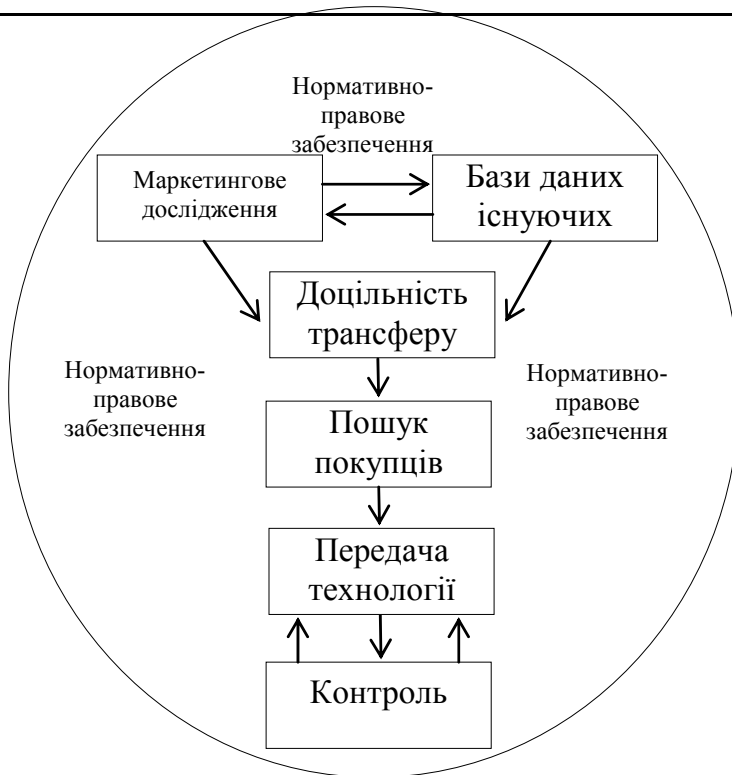 Нормативно-
правове
забезпечення
Маркетингове
дослідження
Бази даних
існуючих
Доцільність
трансферу
Нормативно-
правове
забезпечення
Нормативно-
правове
забезпечення
Пошук
покупців
Передача
технології
Контроль